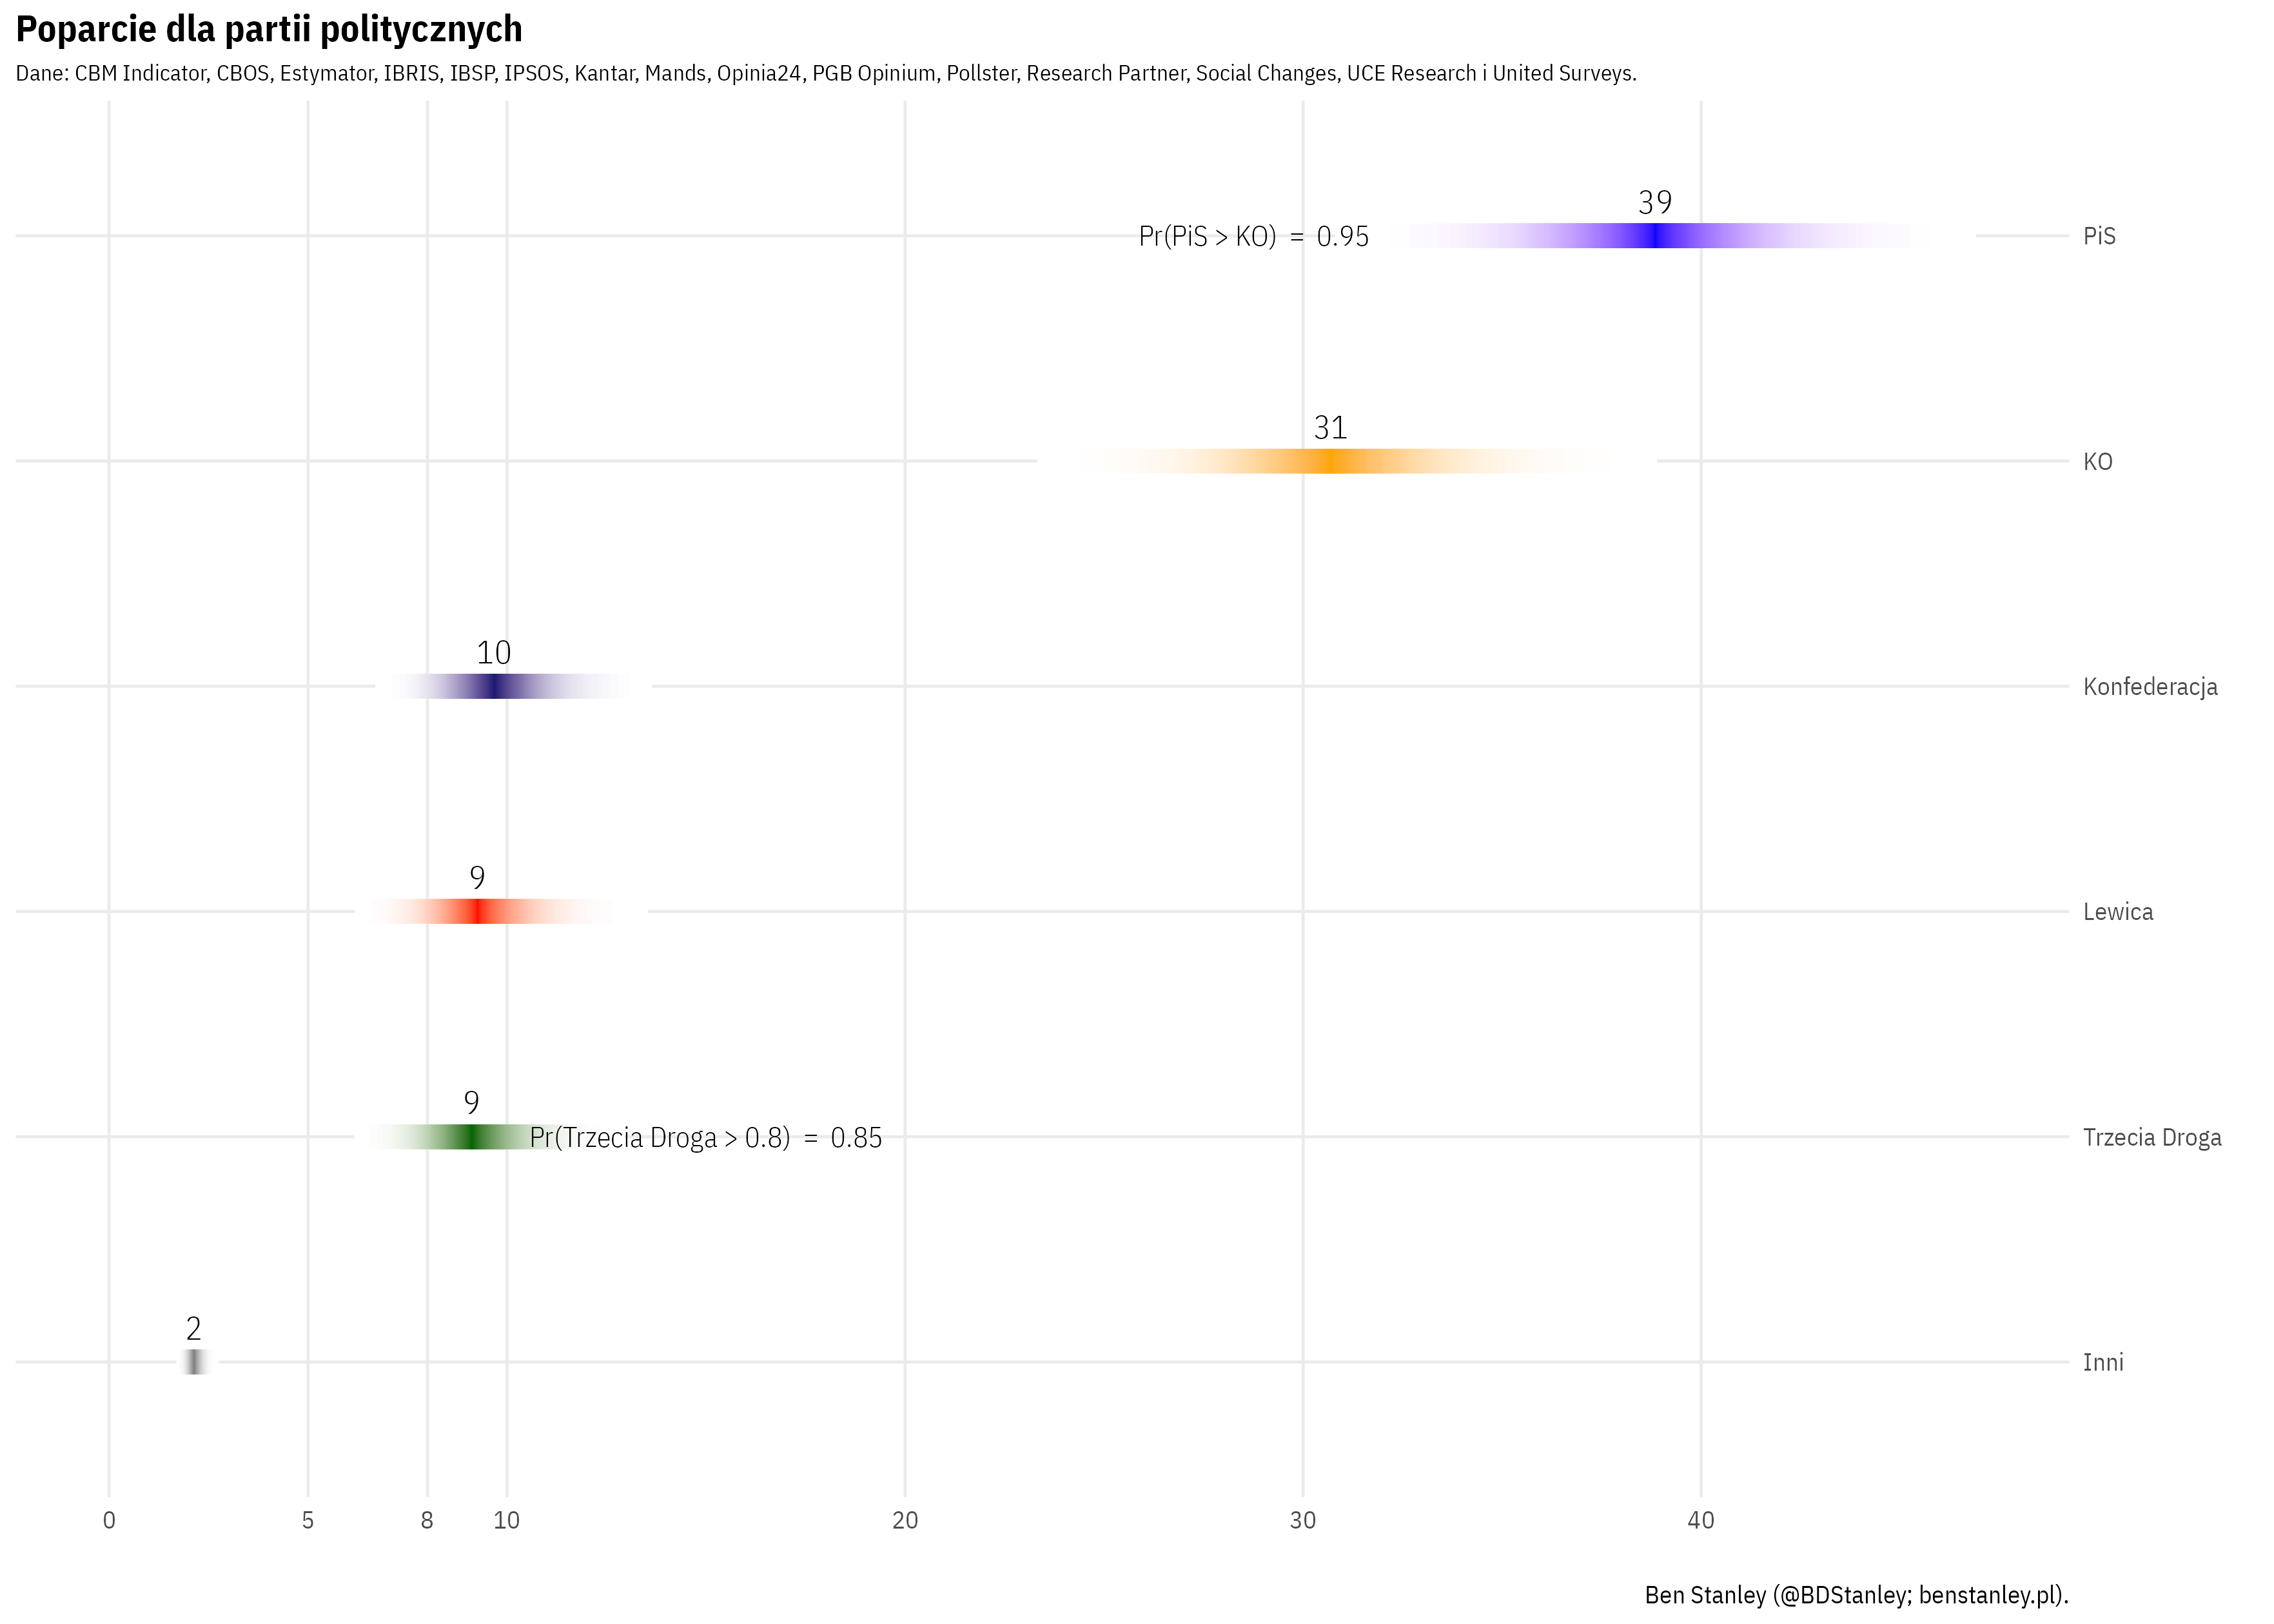 Poparcie dla partii politycznych
Dane: CBM Indicator, CBOS, Estymator, IBRIS, IBSP, IPSOS, Kantar, Mands, Opinia24, PGB Opinium, Pollster, Research Partner, Social Changes, UCE Research i United Surveys.
39
Pr(PiS > KO) = 0.95
PiS
31
KO
10
Konfederacja
9
Lewica
9
Pr(Trzecia Droga > 0.8) = 0.85
Trzecia Droga
2
Inni
0 5 8 10 20 30 40
Ben Stanley (@BDStanley; benstanley.pl).